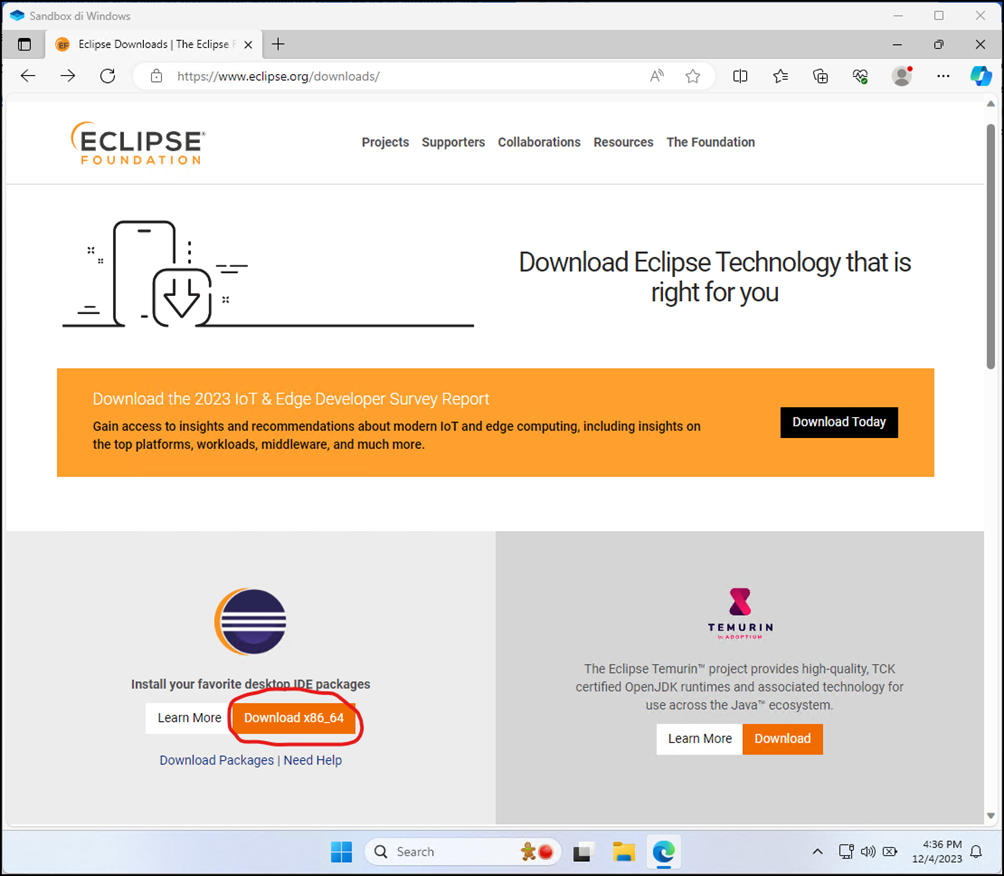 Sandbox di Windows
EF
Eclipse Downloads | The Eclipse F
https://www.eclipse.org/downloads/
ECLIPSE®
FOUNDATION
Projects
Supporters
Collaborations
Resources
The Foundation
Download Eclipse Technology that is
right for you
Download the 2023 IoT & Edge Developer Survey Report
Gain access to insights and recommendations about modern IoT and edge computing, including insights on
the top platforms, workloads, middleware, and much more.
Download Today
Install your favorite desktop IDE packages
Learn More
Download x86_64
Download Packages | Need Help
TEMURIN
by ADOPTIUM
The Eclipse Temurin™ project provides high-quality, TCK
certified OpenJDK runtimes and associated technology for
use across the Java™ ecosystem.
Learn More
Download
Search
4:36 PM
12/4/2023